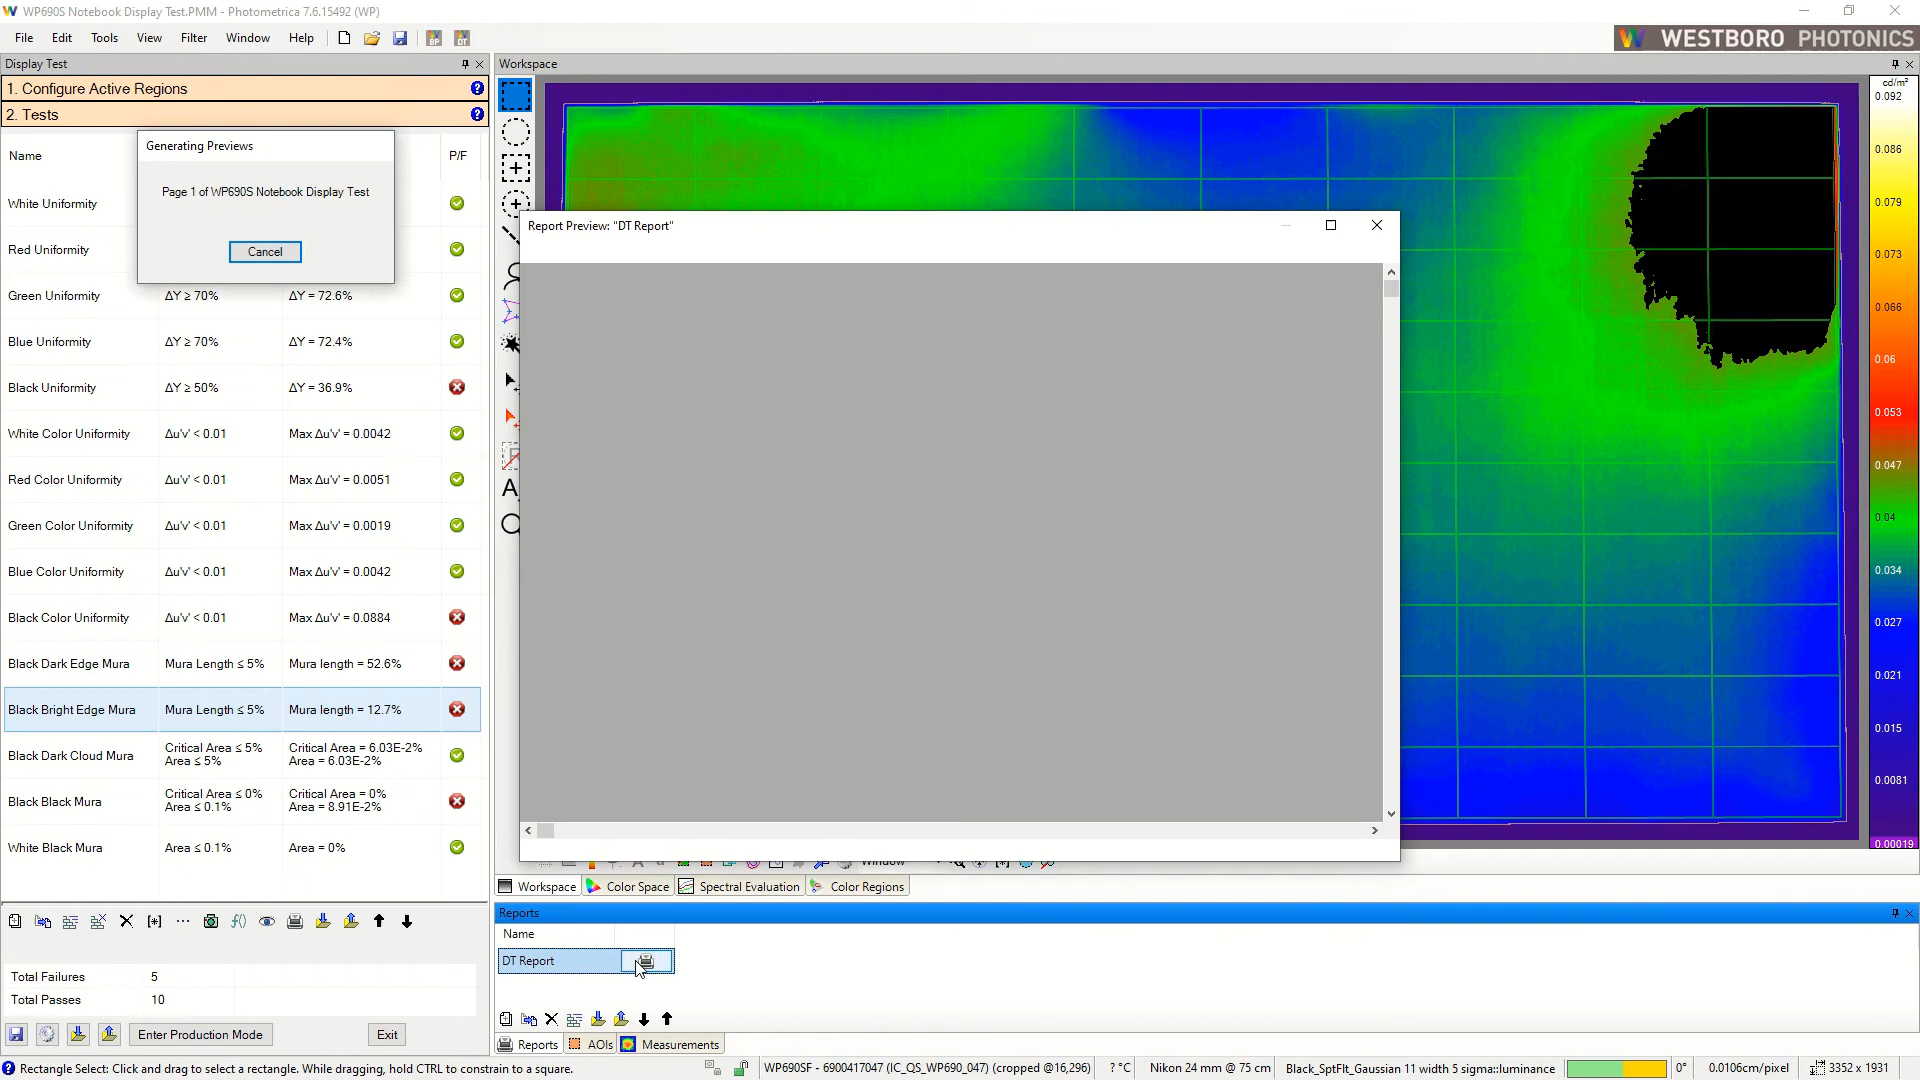 WP690S Notebook Display Test.PMM - Photometrica 7.6.15492 (WP)
File Edit Tools View Filter Window Help
BP DT
WESTBORO PHOTONICS
Display Test
1. Configure Active Regions
2. Tests
Name P/F
Generating Previews
Page 1 of WP690S Notebook Display Test
Cancel
White Uniformity
Red Uniformity
Green Uniformity ΔY ≥ 70% ΔY = 72.6%
Blue Uniformity ΔY ≥ 70% ΔY = 72.4%
Black Uniformity ΔY ≥ 50% ΔY = 36.9%
White Color Uniformity Δu'v' < 0.01 Max Δu'v' = 0.0042
Red Color Uniformity Δu'v' < 0.01 Max Δu'v' = 0.0051
Green Color Uniformity Δu'v' < 0.01 Max Δu'v' = 0.0019
Blue Color Uniformity Δu'v' < 0.01 Max Δu'v' = 0.0042
Black Color Uniformity Δu'v' < 0.01 Max Δu'v' = 0.0884
Black Dark Edge Mura Mura Length ≤ 5% Mura length = 52.6%
Black Bright Edge Mura Mura Length ≤ 5% Mura length = 12.7%
Black Dark Cloud Mura Critical Area ≤ 5% Critical Area = 6.03E-2%
Area ≤ 5% Area = 6.03E-2%
Black Black Mura Critical Area ≤ 0% Critical Area = 0%
Area ≤ 0.1% Area = 8.91E-2%
White Black Mura Area ≤ 0.1% Area = 0%
Total Failures 5
Total Passes 10
Enter Production Mode Exit
Workspace
Report Preview: "DT Report"
cd/m²
0.092
0.086
0.079
0.073
0.066
0.06
0.053
0.047
0.04
0.034
0.027
0.021
0.015
0.0081
0.00019
Workspace Color Space Spectral Evaluation Color Regions
Reports
Name
DT Report
Reports AOIs Measurements
Rectangle Select: Click and drag to select a rectangle. While dragging, hold CTRL to constrain to a square.
WP690SF - 6900417047 (IC_QS_WP690_047) (cropped @16,296) ? °C Nikon 24 mm @ 75 cm Black_SptFlt_Gaussian 11 width 5 sigma::luminance 0° 0.0106cm/pixel 3352 x 1931